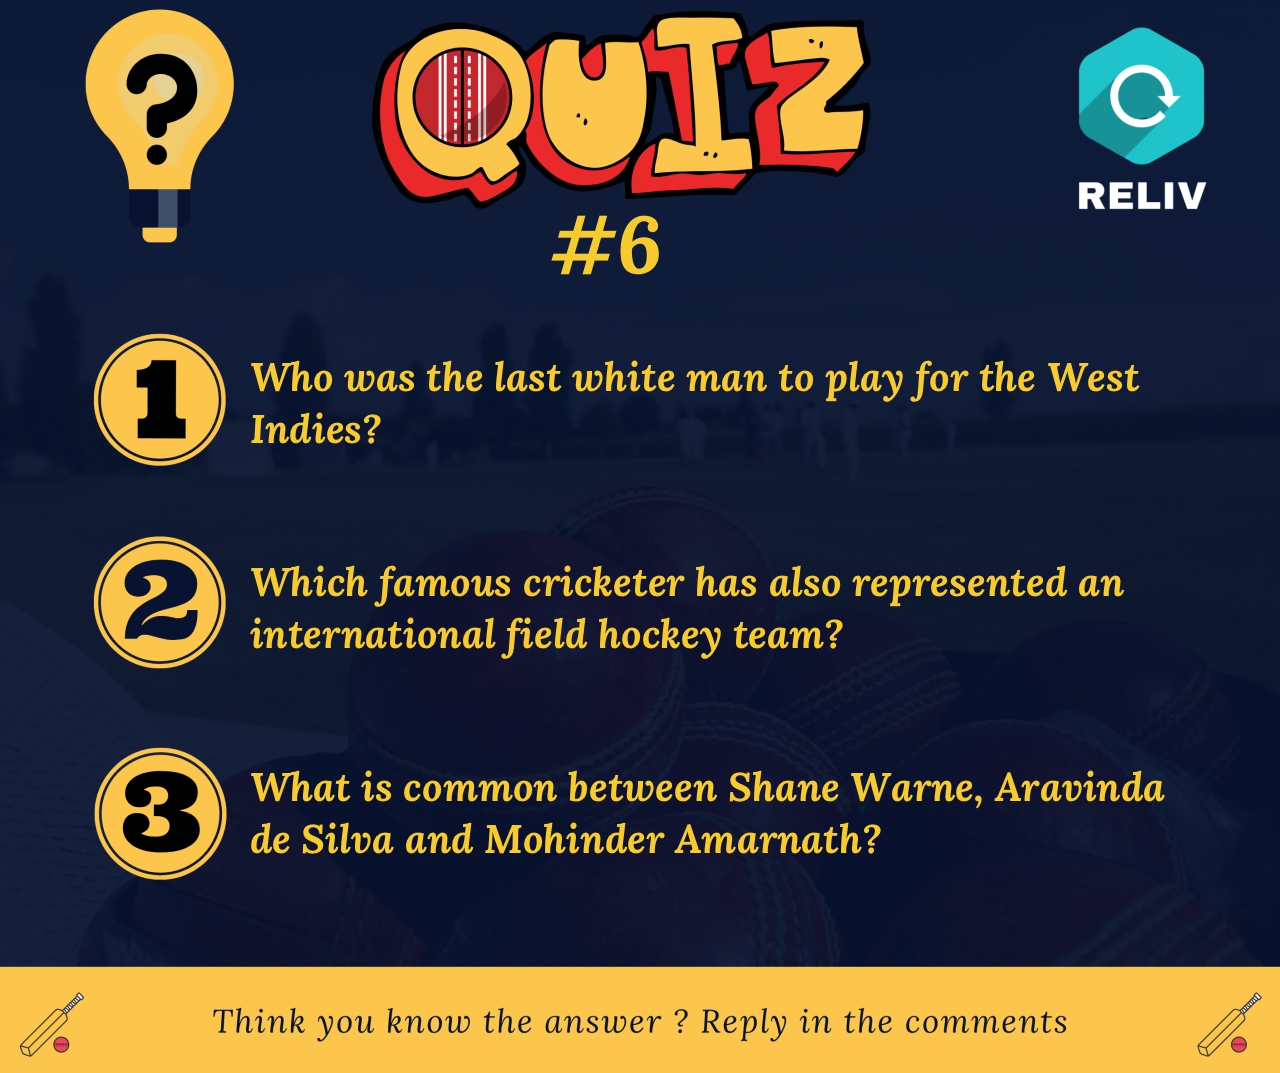 ?
QUIZ
RELIV
#6
1
Who was the last white man to play for the West
Indies?
2
Which famous cricketer has also represented an
international field hockey team?
3
What is common between Shane Warne, Aravinda
de Silva and Mohinder Amarnath?
Think you know the answer ? Reply in the comments